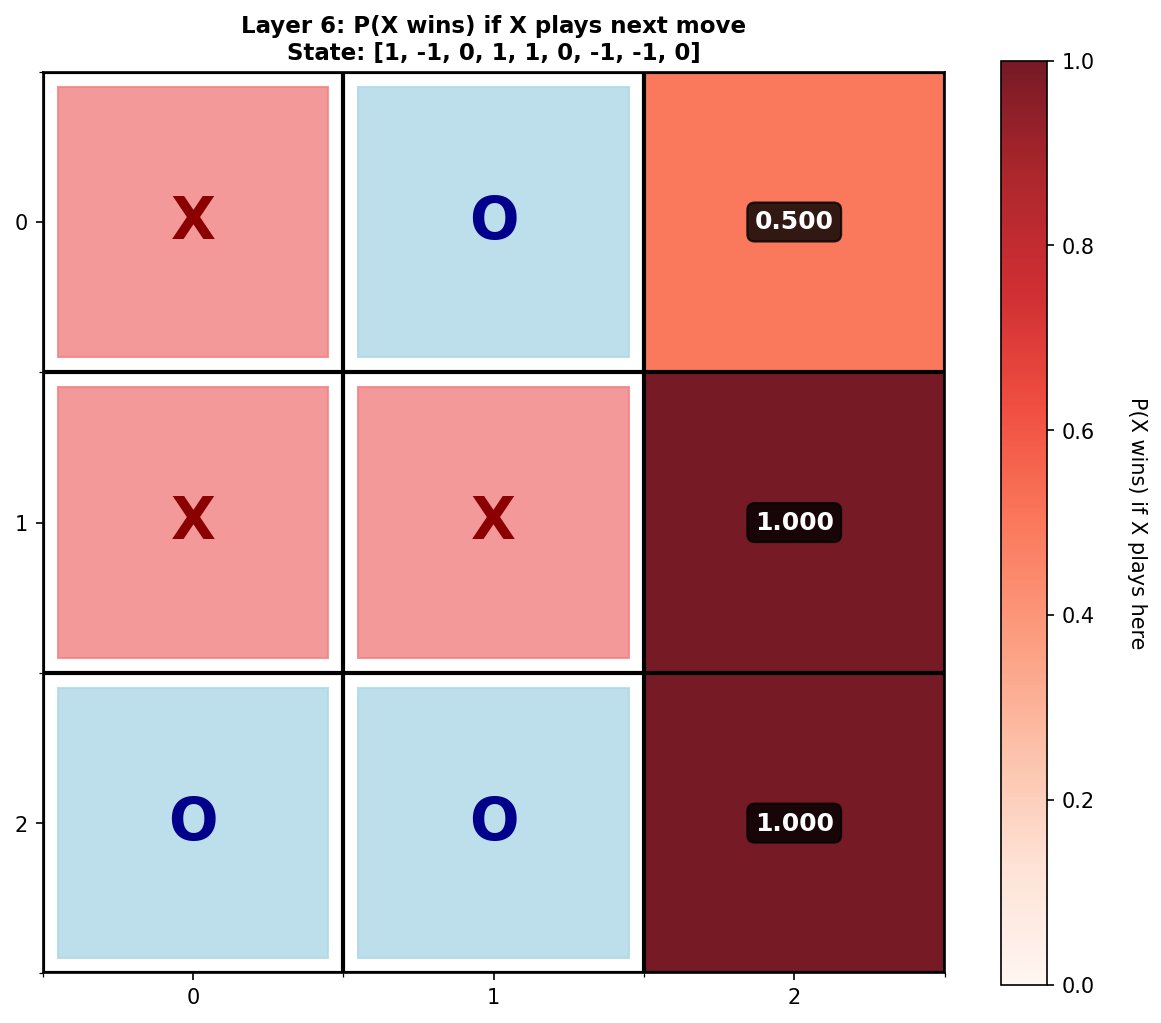 Layer 6: P(X wins) if X plays next move
State: [1, -1, 0, 1, 1, 0, -1, -1, 0]
0
X
O
0.500
1
X
X
1.000
2
O
O
1.000
0
1
2
1.0
0.8
0.6
0.4
0.2
0.0
P(X wins) if X plays here